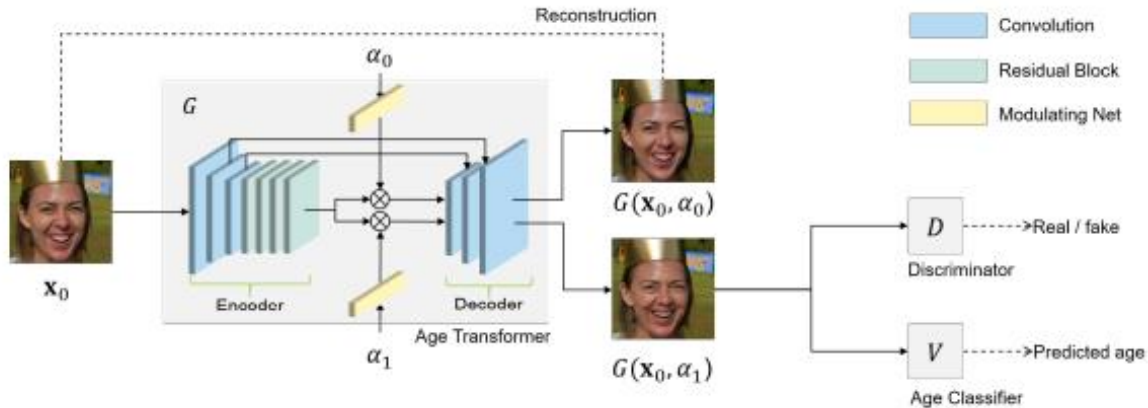 Reconstruction
Convolution
Residual Block
Modulating Net
α₀
G
x₀
Encoder
Decoder
Age Transformer
α₁
G(x₀, α₀)
G(x₀, α₁)
D
Discriminator
Real / fake
V
Age Classifier
Predicted age